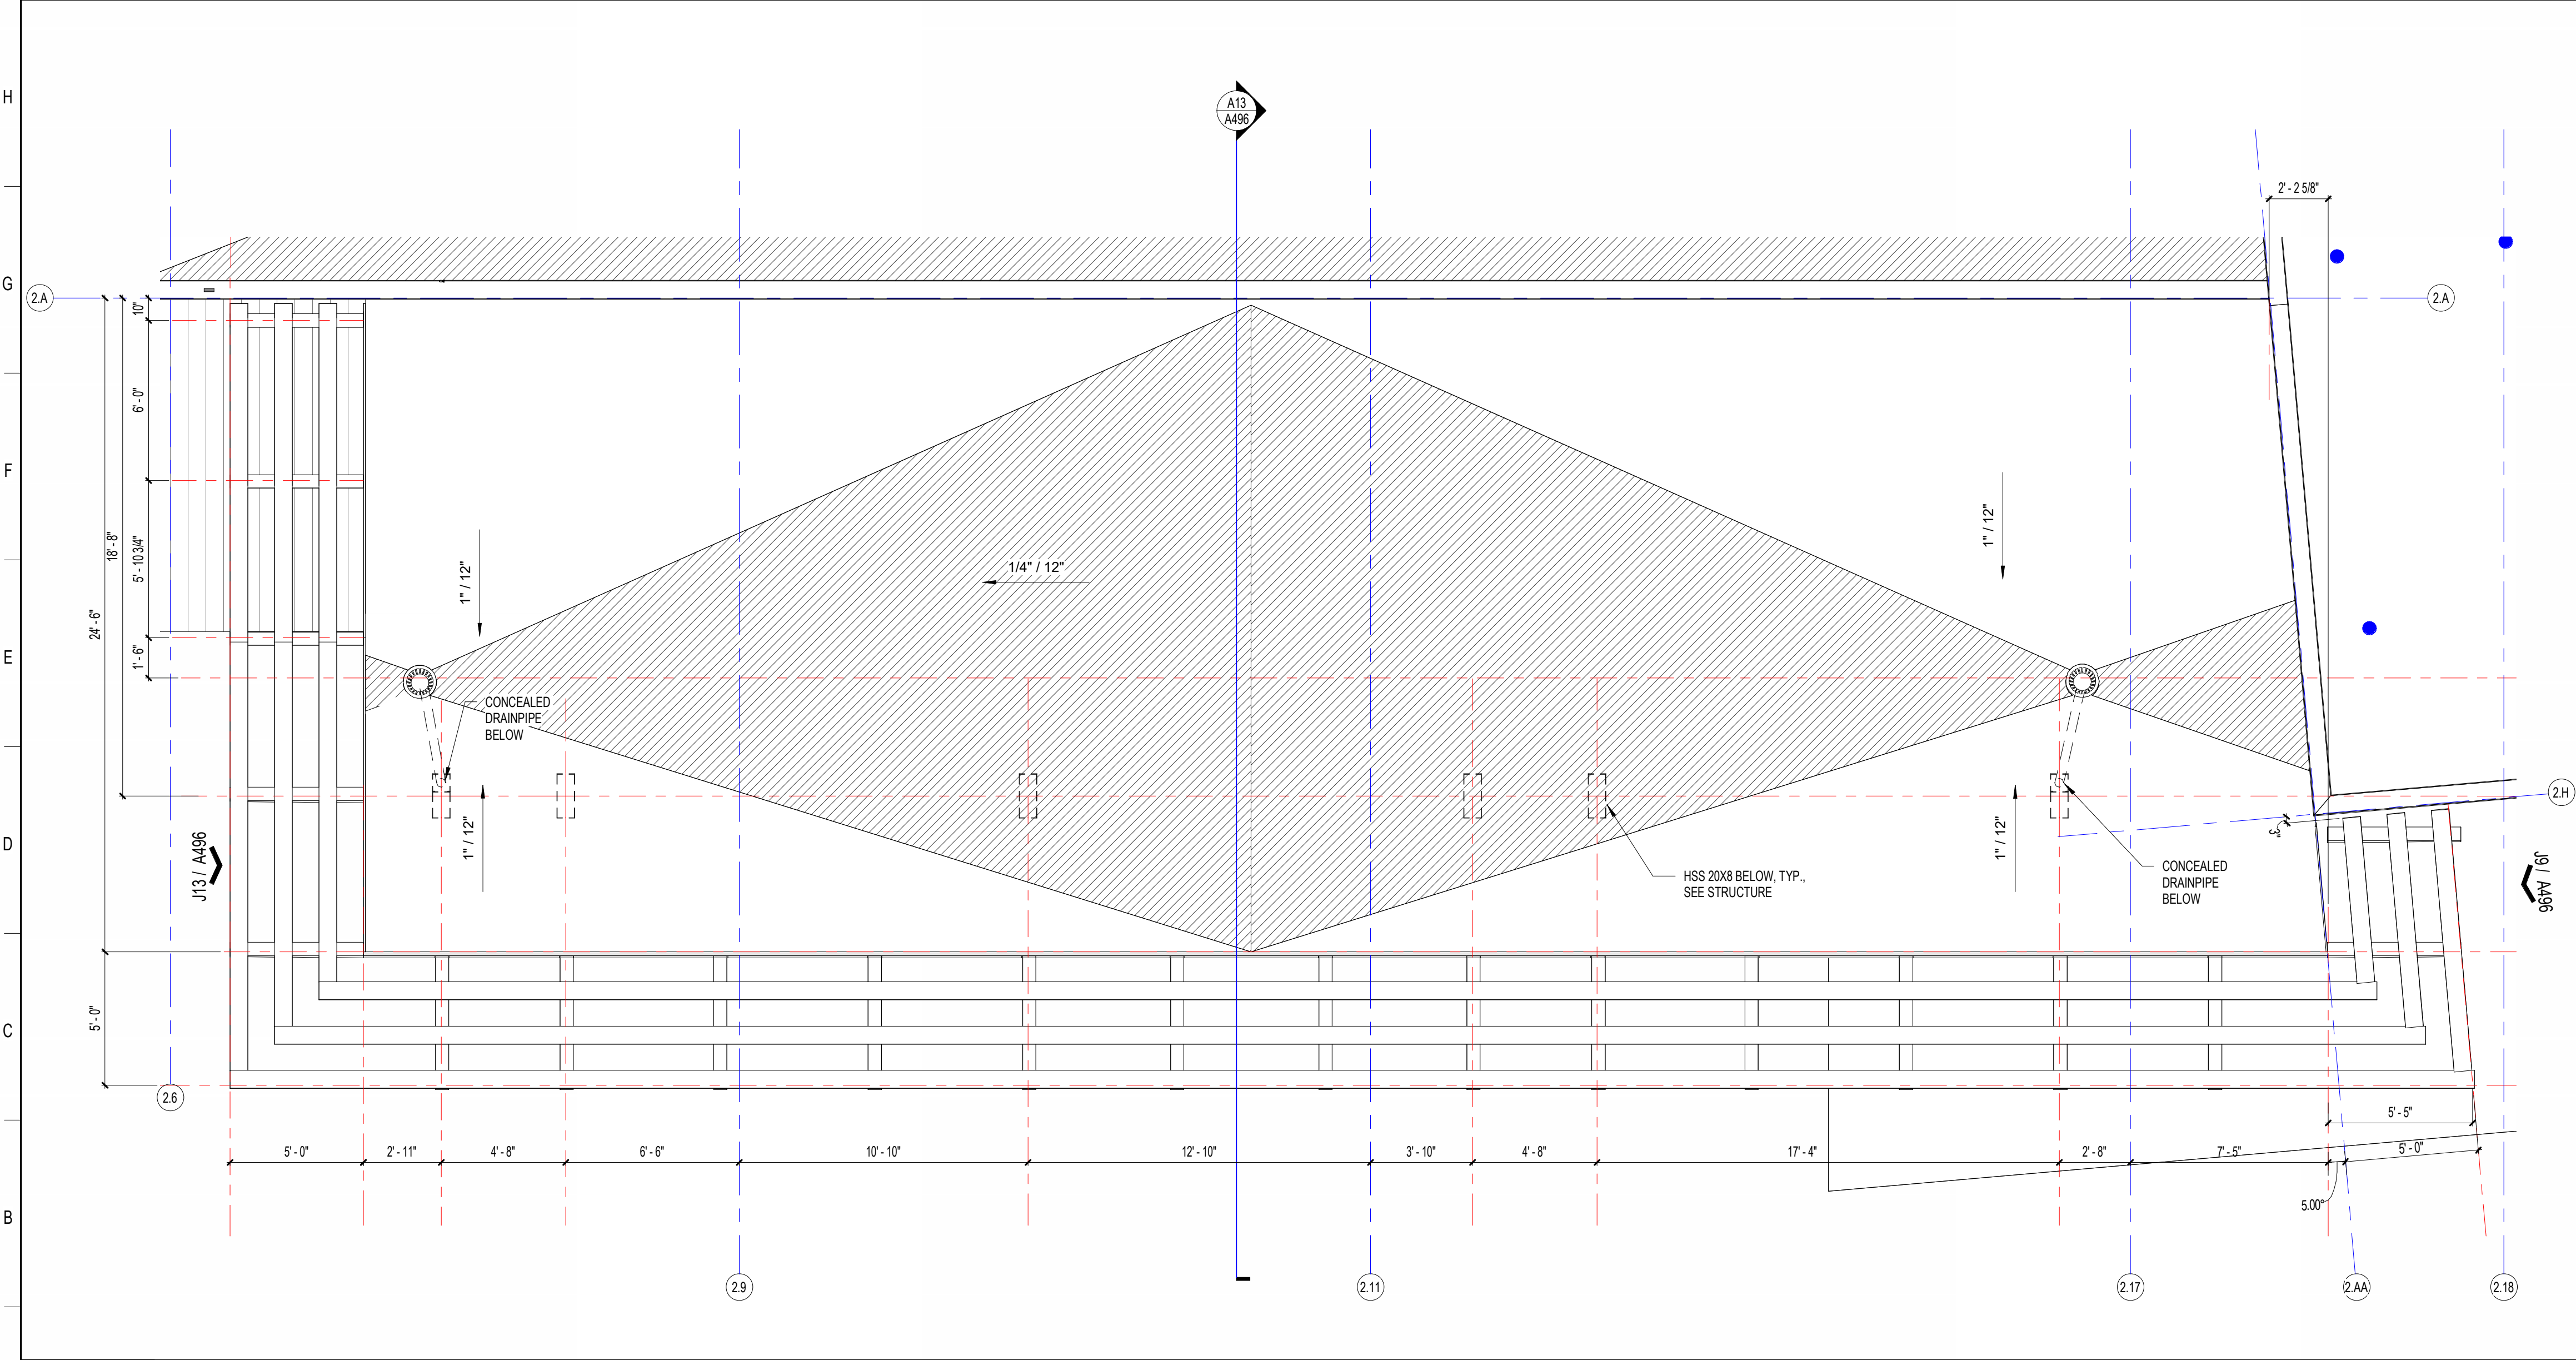 H
A13
A496
2' - 2 5/8"
G
2.A
2.A
10"
6' - 0"
F
18' - 8"
5' - 10 3/4"
24' - 6"
1" / 12"
1/4" / 12"
1" / 12"
E
1' - 6"
CONCEALED
DRAINPIPE
BELOW
2.H
D
J13 / A496
1" / 12"
1" / 12"
3"
HSS 20X8 BELOW, TYP.,
SEE STRUCTURE
CONCEALED
DRAINPIPE
BELOW
J9 / A496
C
5' - 0"
2.6
5' - 5"
5' - 0"
2' - 11"
4' - 8"
6' - 6"
10' - 10"
12' - 10"
3' - 10"
4' - 8"
17' - 4"
2' - 8"
7' - 5"
5' - 0"
B
5.00°
2.9
2.11
2.17
2.AA
2.18